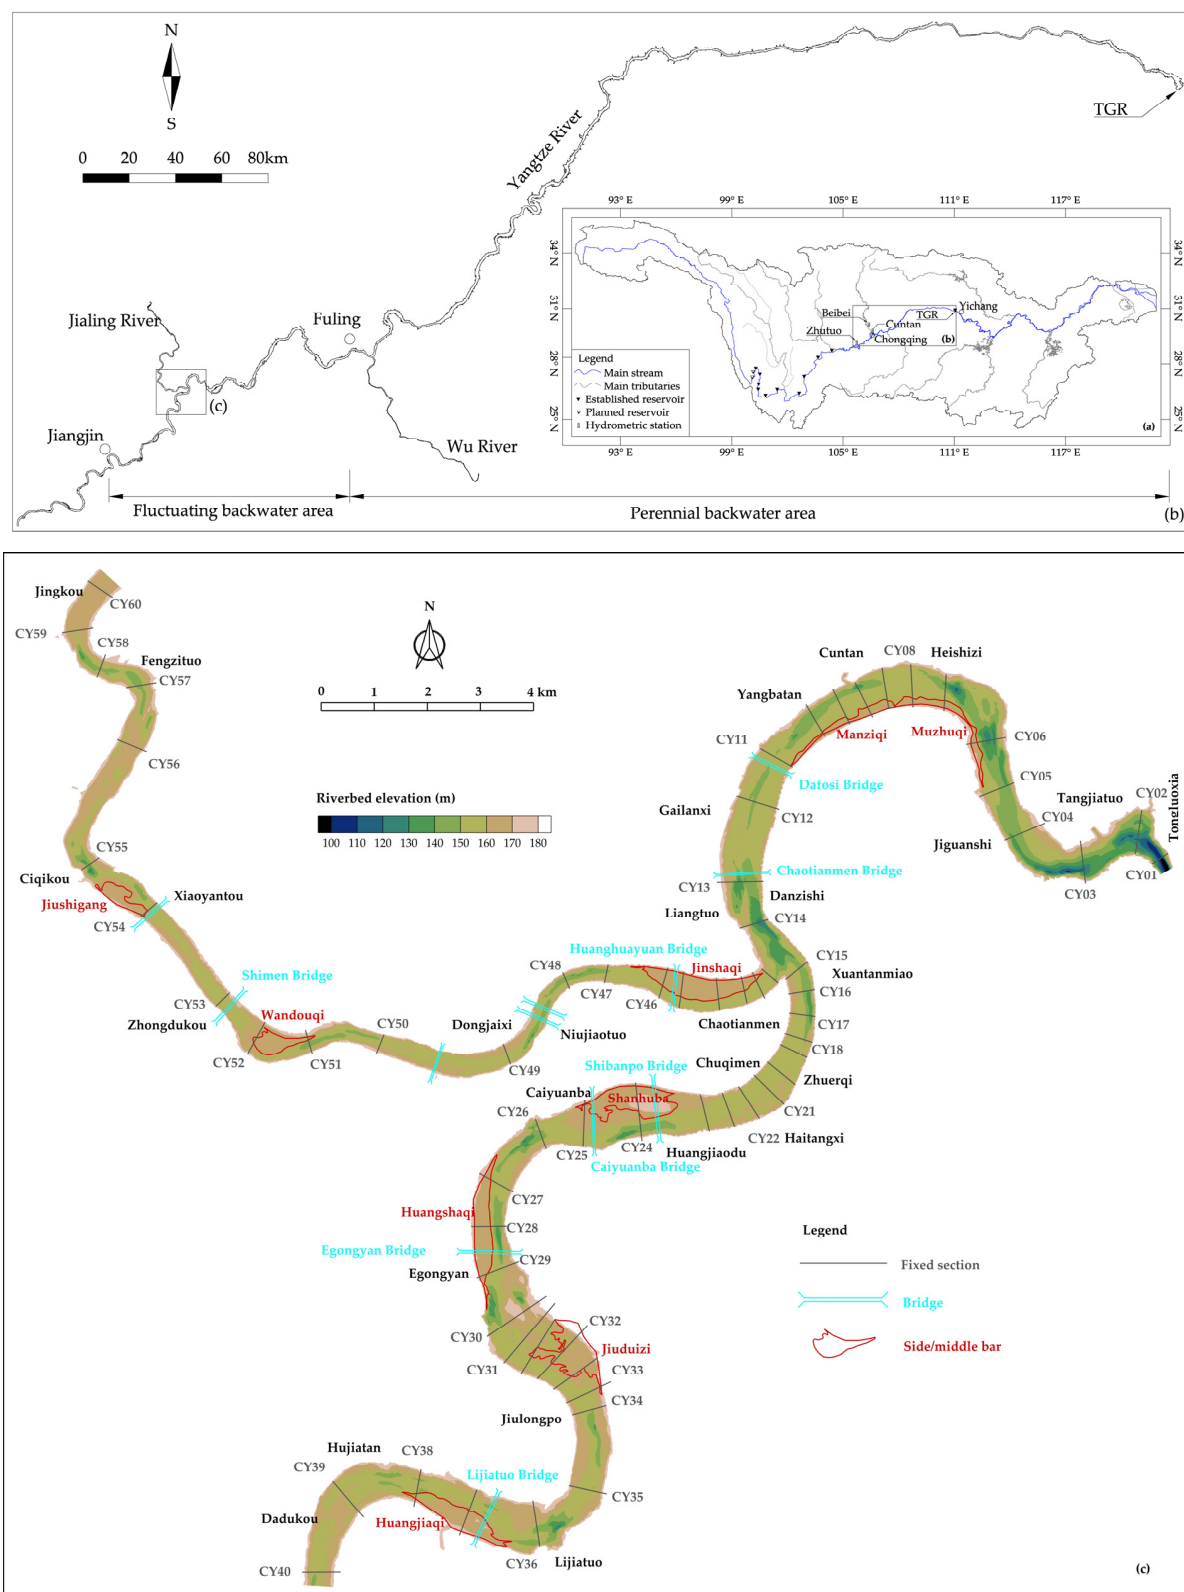 N
S
0 20 40 60 80km
Yangtze River
TGR
Jialing River
Fuling
(c)
Jiangjin
Wu River
Fluctuating backwater area
Perennial backwater area
(b)
93° E 99° E 105° E 111° E 117° E
34° N
31° N
28° N
25° N
34° N
31° N
28° N
25° N
Beibei
Zhutuo
Cuntan
Chongqing
TGR
Yichang
(b)
Legend
Main stream
Main tributaries
Established reservoir
Planned reservoir
Hydrometric station
(a)
93° E 99° E 105° E 111° E 117° E
Jingkou
CY60
CY59
CY58
Fengzituo
CY57
CY56
CY55
Ciqikou
Jiushigang
CY54
Xiaoyantou
Shimen Bridge
CY53
Zhongdukou
Wandouqi
CY52
CY51
CY50
Dongjaixi
CY49
CY48
Niujiaotuo
CY47
Huanghuayuan Bridge
CY46
Jinshaqi
Chaotianmen
N
0 1 2 3 4 km
Riverbed elevation (m)
100 110 120 130 140 150 160 170 180
Cuntan
CY08
Heishizi
Yangbatan
Manziqi
Muzhuqi
CY11
CY06
Dafosi Bridge
CY05
Tangjiatuo
CY02
Tongluoxia
CY04
Gailanxi
CY12
Jiguanshi
CY03
CY01
Chaotianmen Bridge
CY13
Danzishi
Liangtuo
CY14
CY15
Xuantanmiao
CY16
CY17
CY18
Chuqimen
Zhuerqi
Shibanpo Bridge
Caiyuanba
Shanhuba
CY21
CY26
CY22
Haitangxi
CY25
CY24
Huangjiaodu
Caiyuanba Bridge
CY27
Huangshaqi
CY28
Egongyan Bridge
CY29
Egongyan
CY30
CY32
CY31
Jiuduizi
CY33
CY34
Jiulongpo
Hujiatan
CY38
CY39
Lijiatuo Bridge
CY35
Dadukou
Huangjiaqi
CY36
Lijiatuo
CY40
Legend
Fixed section
Bridge
Side/middle bar
(c)